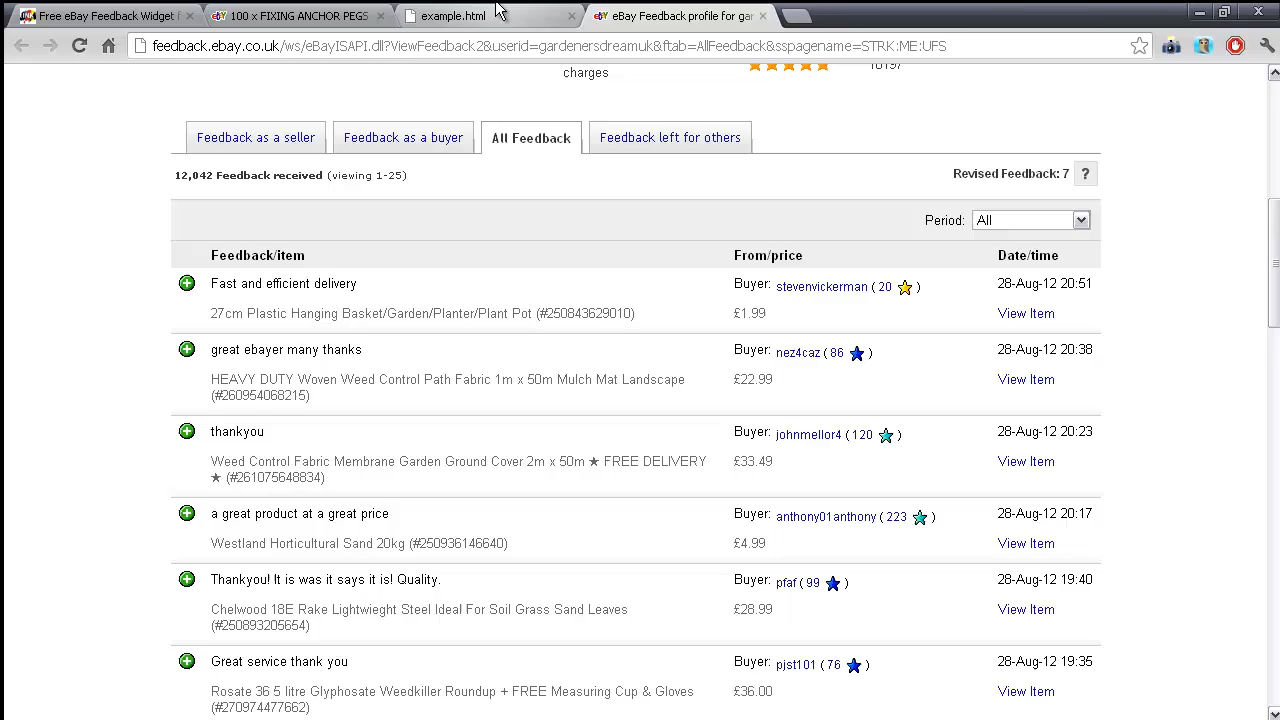 Free eBay Feedback Widget f
100 x FIXING ANCHOR PEGS
example.html
eBay Feedback prof gar
feedback.ebay.co.uk/ws/eBayISAPI.dll?ViewFeedback2&userid=gardenersdreamuk&ftab=AllFeedback&sspagename=STRK:ME:UFS
charges
Feedback as a seller
Feedback as a buyer
All Feedback
Feedback left for others
12,042 Feedback received (viewing 1-25)
Revised Feedback: 7 ?
Period: All
Feedback/item From/price Date/time
Fast and efficient delivery Buyer: stevenvickerman ( 20 ) 28-Aug-12 20:51
27cm Plastic Hanging Basket/Garden/Planter/Plant Pot (#250843629010) £1.99 View Item
great ebayer many thanks Buyer: nez4caz ( 86 ) 28-Aug-12 20:38
HEAVY DUTY Woven Weed Control Path Fabric 1m x 50m Mulch Mat Landscape £22.99 View Item
(#260954068215)
thankyou Buyer: johnmellor4 ( 120 ) 28-Aug-12 20:23
Weed Control Fabric Membrane Garden Ground Cover 2m x 50m ★ FREE DELIVERY £33.49 View Item
★ (#261075648834)
a great product at a great price Buyer: anthony01anthony ( 223 ) 28-Aug-12 20:17
Westland Horticultural Sand 20kg (#250936146640) £4.99 View Item
Thankyou! It is was it says it is! Quality. Buyer: pfaf ( 99 ) 28-Aug-12 19:40
Chelwood 18E Rake Lightwieght Steel Ideal For Soil Grass Sand Leaves £28.99 View Item
(#250893205654)
Great service thank you Buyer: pjst101 ( 76 ) 28-Aug-12 19:35
Rosate 36 5 litre Glyphosate Weedkiller Roundup + FREE Measuring Cup & Gloves £36.00 View Item
(#270974477662)